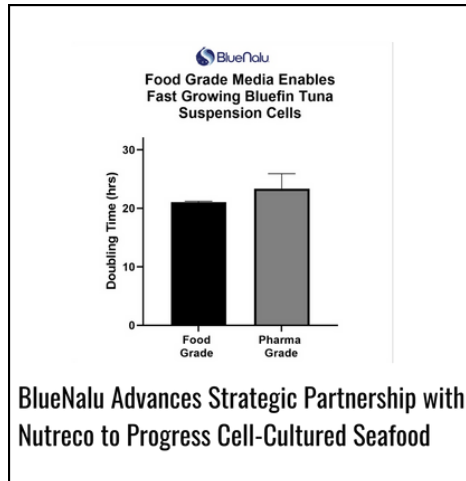 BlueNalu
Food Grade Media Enables
Fast Growing Bluefin Tuna
Suspension Cells
30
20
10
0
Doubling Time (hrs)
Food
Grade
Pharma
Grade
BlueNalu Advances Strategic Partnership with
Nutreco to Progress Cell-Cultured Seafood